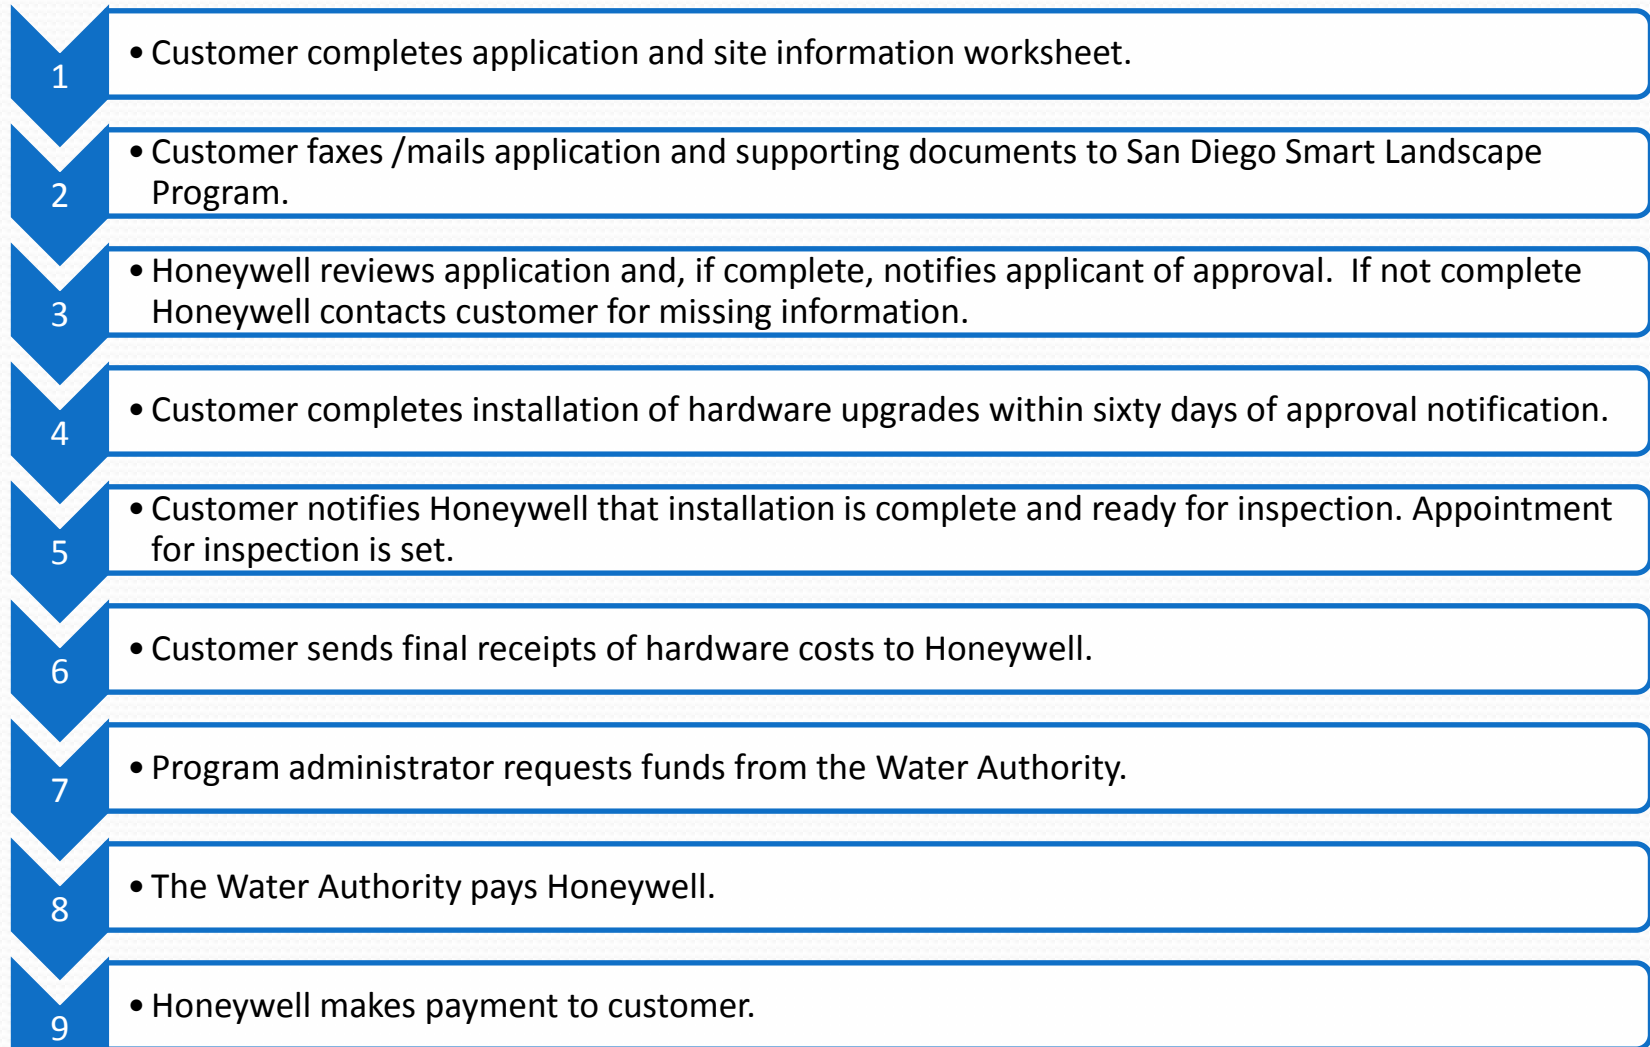 1
• Customer completes application and site information worksheet.
2
• Customer faxes /mails application and supporting documents to San Diego Smart Landscape
Program.
3
• Honeywell reviews application and, if complete, notifies applicant of approval.  If not complete
Honeywell contacts customer for missing information.
4
• Customer completes installation of hardware upgrades within sixty days of approval notification.
5
• Customer notifies Honeywell that installation is complete and ready for inspection. Appointment
for inspection is set.
6
• Customer sends final receipts of hardware costs to Honeywell.
7
• Program administrator requests funds from the Water Authority.
8
• The Water Authority pays Honeywell.
9
• Honeywell makes payment to customer.